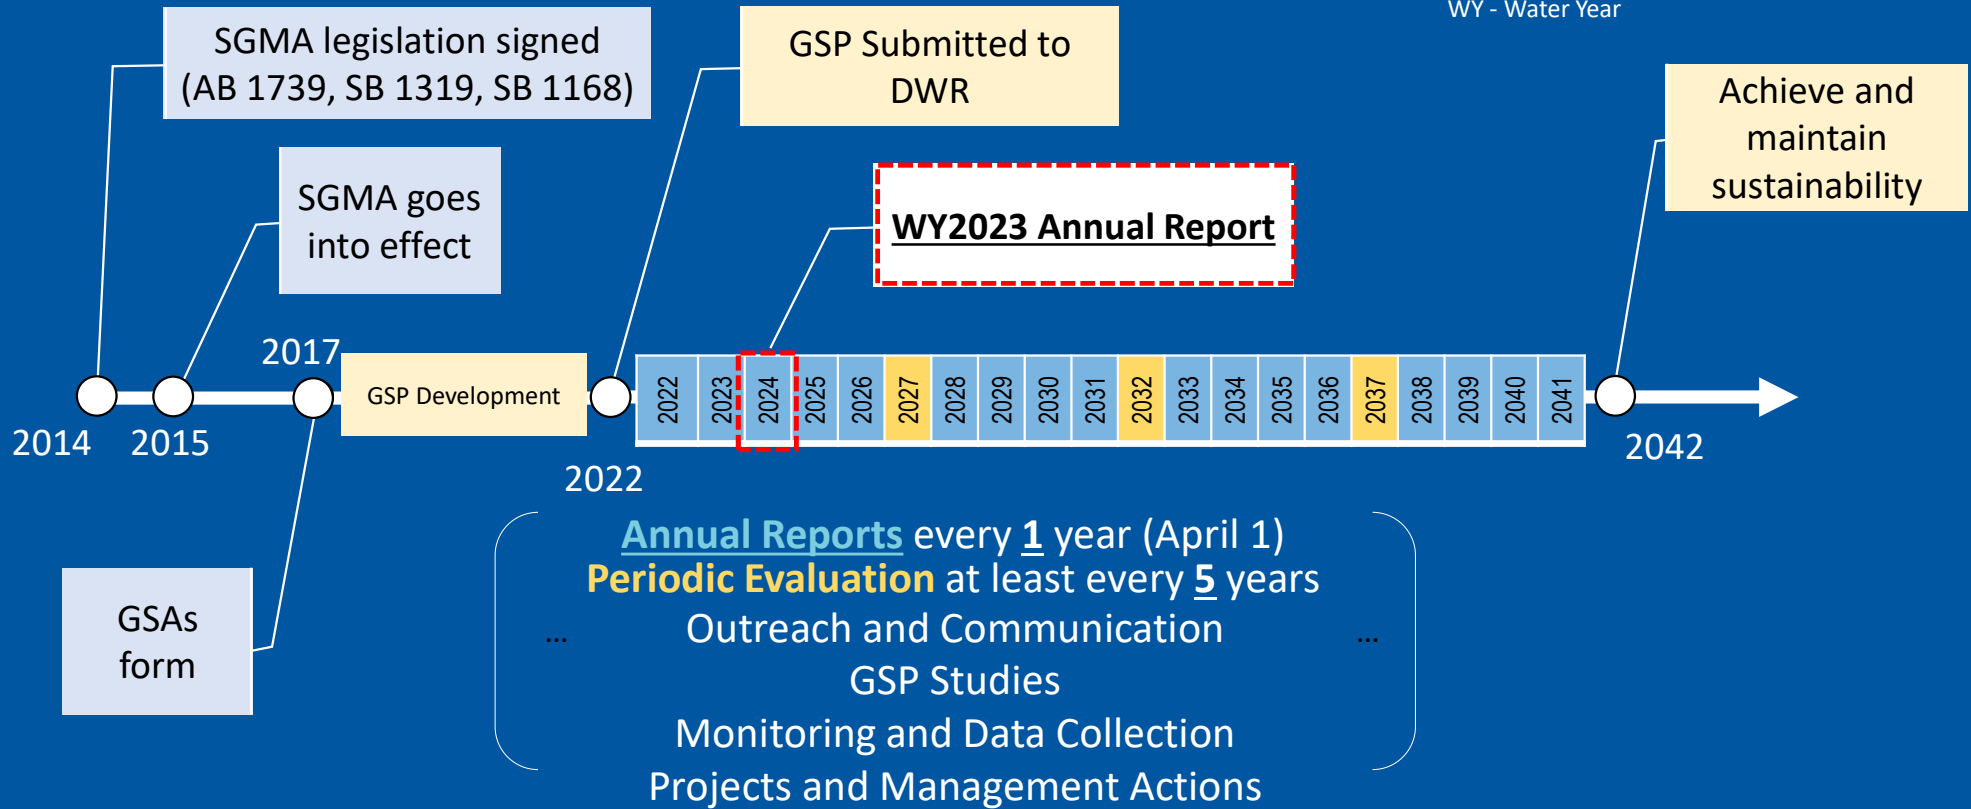 WY - Water Year
SGMA legislation signed
(AB 1739, SB 1319, SB 1168)
GSP Submitted to
DWR
Achieve and
maintain
sustainability
SGMA goes
into effect
WY2023 Annual Report
2017
GSP Development
2022
2023
2024
2025
2026
2027
2028
2029
2030
2031
2032
2033
2034
2035
2036
2037
2038
2039
2040
2041
2014
2015
2022
2042
GSAs
form
Annual Reports every 1 year (April 1)
Periodic Evaluation at least every 5 years
... Outreach and Communication ...
GSP Studies
Monitoring and Data Collection
Projects and Management Actions